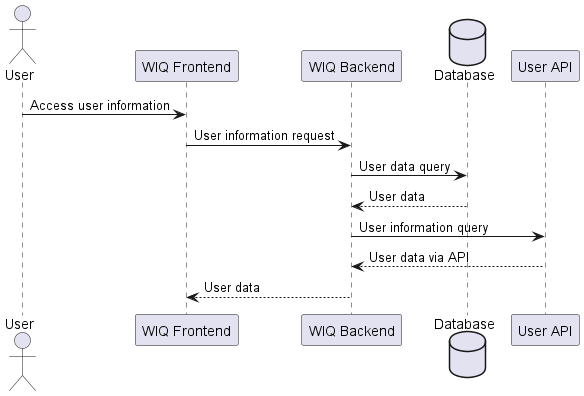 User
WIQ Frontend
WIQ Backend
Database
User API
Access user information
User information request
User data query
User data
User information query
User data via API
User data
User
WIQ Frontend
WIQ Backend
Database
User API